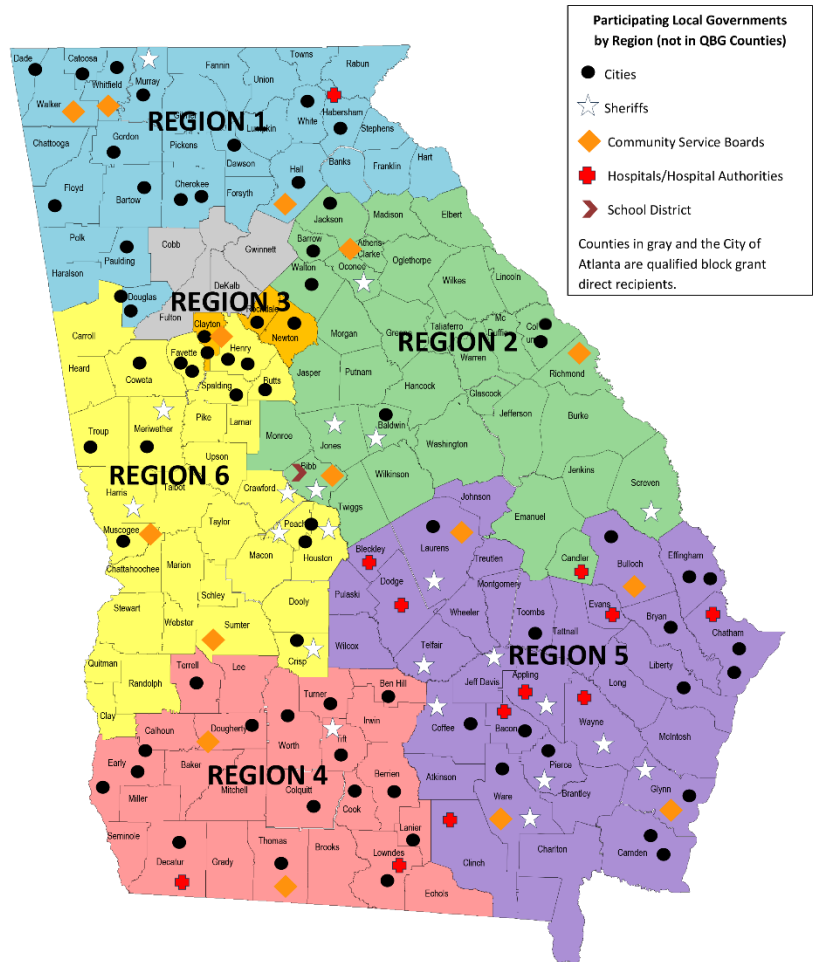 Participating Local Governments
by Region (not in QBG Counties)
Cities
Sheriffs
Community Service Boards
Hospitals/Hospital Authorities
School District
Counties in gray and the City of
Atlanta are qualified block grant
direct recipients.
Dade
Catoosa
Whitfield
Murray
Fannin
Union
Towns
Rabun
Walker
REGION 1
Lumpkin
White
Habersham
Stephens
Chattooga
Gordon
Pickens
Dawson
Banks
Franklin
Hart
Floyd
Bartow
Cherokee
Forsyth
Hall
Jackson
Madison
Elbert
Polk
Paulding
Cobb
Gwinnett
Barrow
Athens-
Clarke
Haralson
Walton
Oconee
Oglethorpe
Wilkes
Lincoln
DeKalb
Douglas
REGION 3
Rockdale
Fulton
Carroll
Clayton
Newton
Morgan
Greene
Taliaferro
Mc
Duffie
Col
um
REGION 2
Warren
Richmond
Heard
Fayette
Henry
Coweta
Spalding
Butts
Jasper
Putnam
Hancock
Glascock
Jefferson
Burke
Troup
Meriwether
Pike
Lamar
Monroe
Jones
Baldwin
Washington
Upson
REGION 6
Bibb
Wilkinson
Jenkins
Screven
Harris
Talbot
Crawford
Twiggs
Johnson
Emanuel
Muscogee
Taylor
Peach
Houston
Bleckley
Laurens
Treutlen
Candler
Bulloch
Effingham
Chattahoochee
Marion
Macon
Dodge
Montgomery
Stewart
Schley
Dooly
Pulaski
Wheeler
Toombs
Evans
Bryan
Webster
Sumter
Wilcox
Tattnall
Chatham
Quitman
Randolph
Crisp
Telfair
REGION 5
Liberty
Terrell
Lee
Ben Hill
Jeff Davis
Appling
Long
Clay
Turner
Calhoun
Dougherty
Irwin
Coffee
Wayne
Worth
Tift
Bacon
McIntosh
Early
Baker
REGION 4
Berrien
Atkinson
Pierce
Miller
Mitchell
Colquitt
Cook
Brantley
Glynn
Ware
Seminole
Thomas
Lanier
Decatur
Grady
Brooks
Lowndes
Clinch
Charlton
Camden
Echols